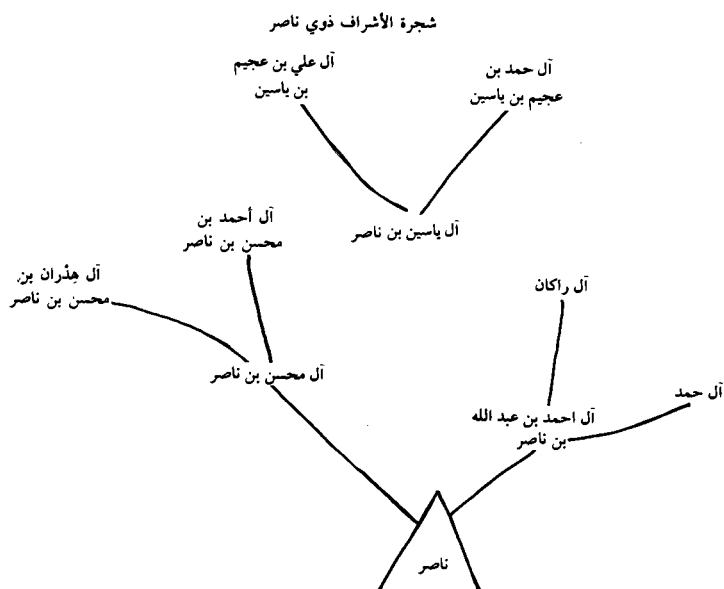 شجرة الأشراف ذوي ناصر
آل حمد بن
عجيم بن ياسين
آل علي بن عجيم
بن ياسين
آل ياسين بن ناصر
آل أحمد بن
محسن بن ناصر
آل هِذْران بن
محسن بن ناصر
آل راكان
آل محسن بن ناصر
آل حمد
آل احمد بن عبد الله
بن ناصر
ناصر